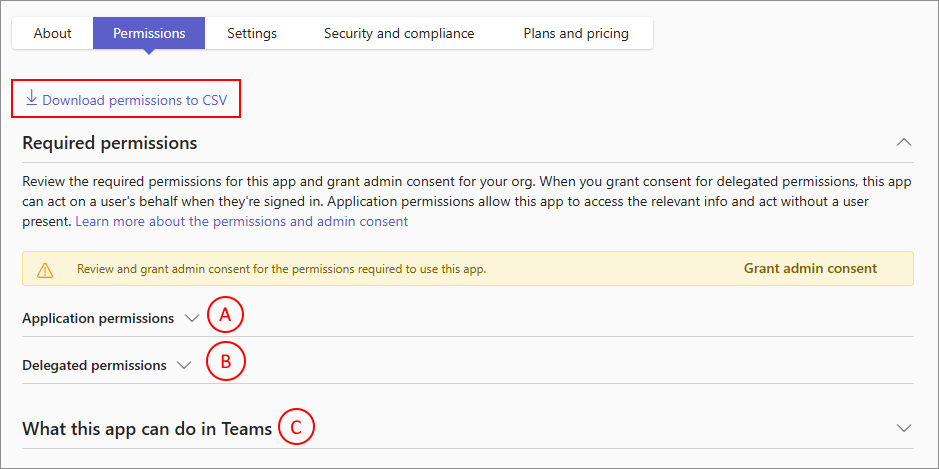 About Permissions Settings Security and compliance Plans and pricing
Download permissions to CSV
Required permissions
Review the required permissions for this app and grant admin consent for your org. When you grant consent for delegated permissions, this app
can act on a user's behalf when they're signed in. Application permissions allow this app to access the relevant info and act without a user
present. Learn more about the permissions and admin consent
Review and grant admin consent for the permissions required to use this app. Grant admin consent
Application permissions A
Delegated permissions B
What this app can do in Teams C